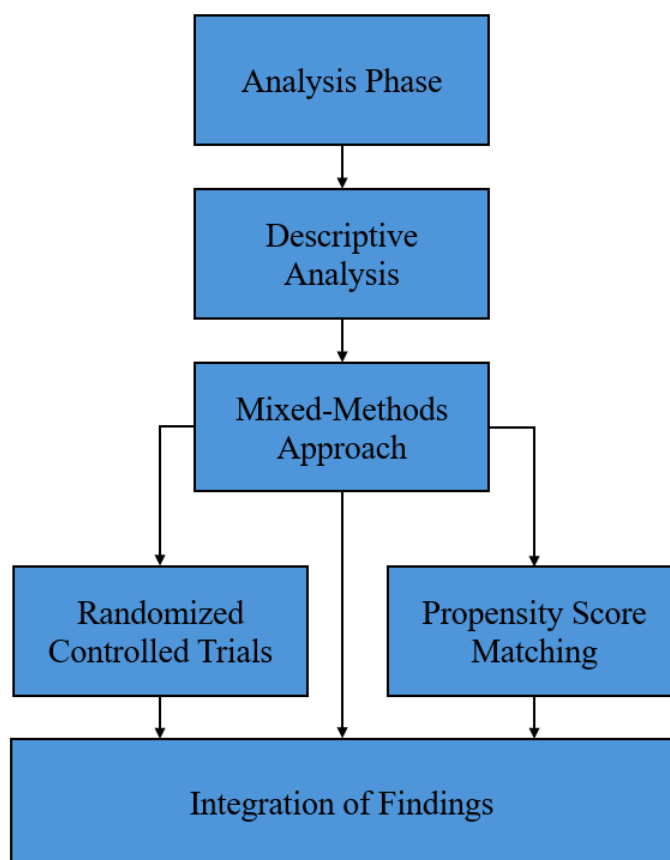 Analysis Phase
Descriptive
Analysis
Mixed-Methods
Approach
Randomized
Controlled Trials
Propensity Score
Matching
Integration of Findings